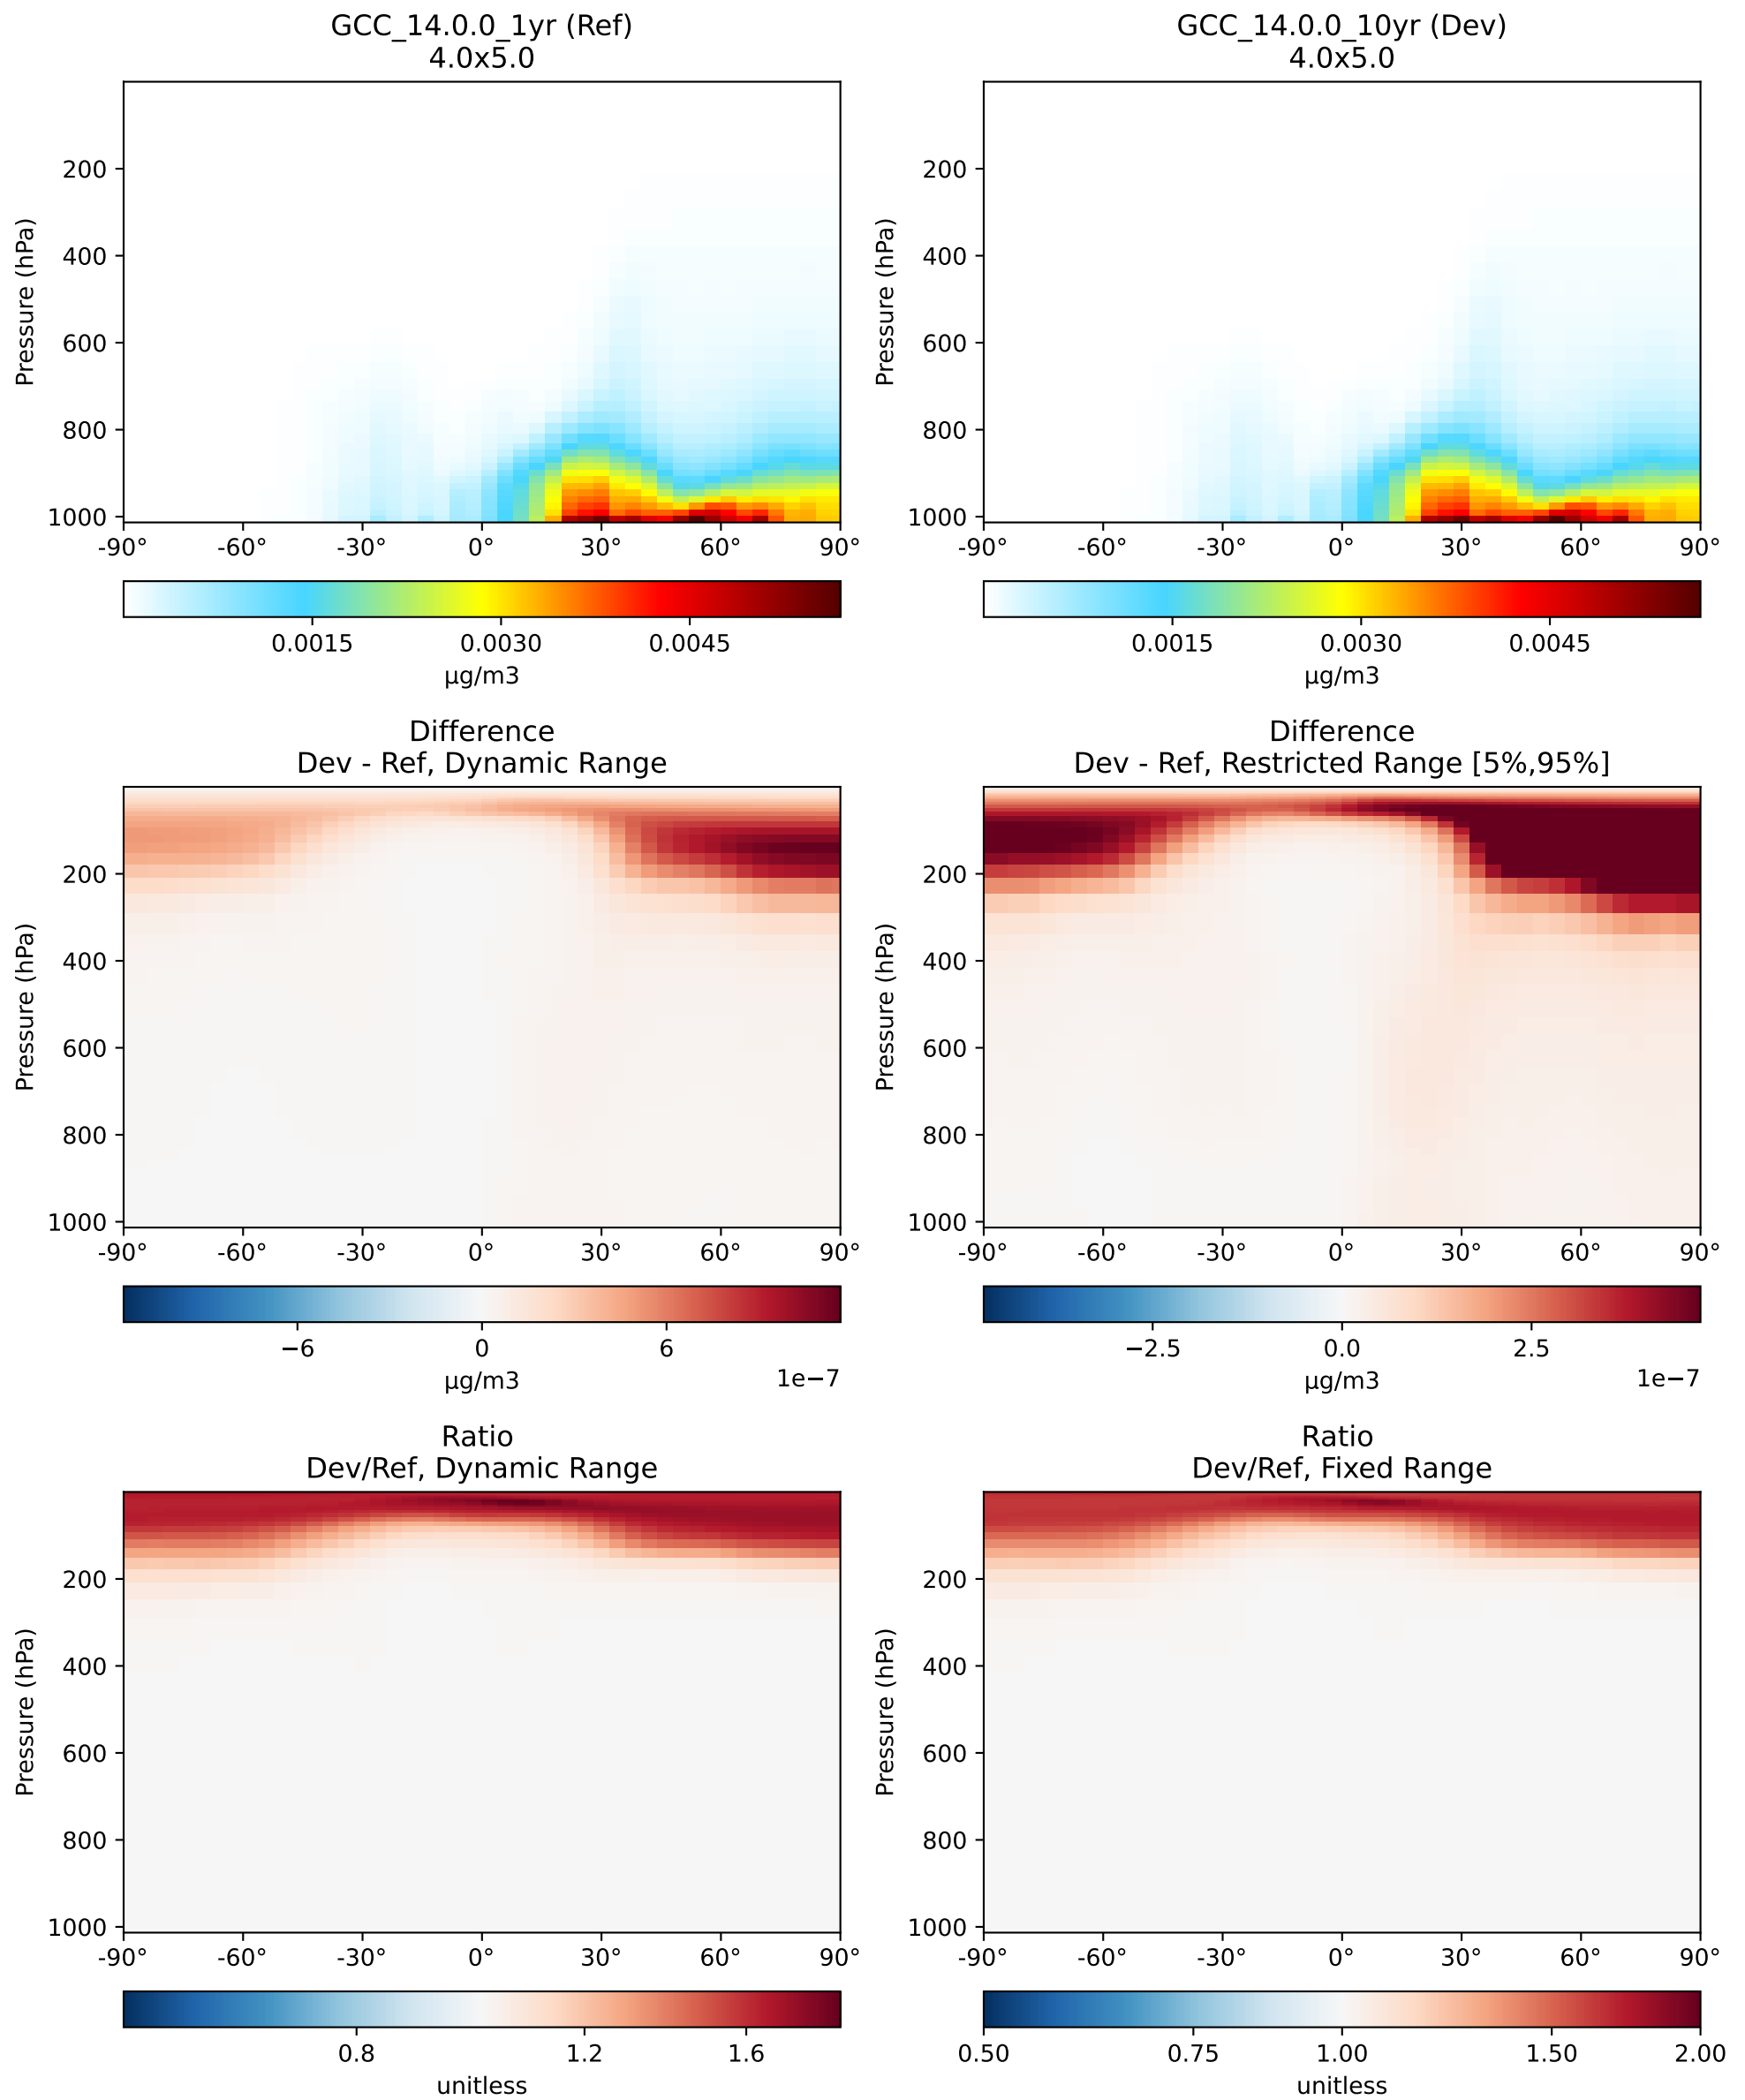 GCC_14.0.0_1yr (Ref)
4.0x5.0
GCC_14.0.0_10yr (Dev)
4.0x5.0
Pressure (hPa)
200
400
600
800
1000
-90° -60° -30° 0° 30° 60° 90°
0.0015 0.0030 0.0045
µg/m3
Pressure (hPa)
200
400
600
800
1000
-90° -60° -30° 0° 30° 60° 90°
0.0015 0.0030 0.0045
µg/m3
Difference
Dev - Ref, Dynamic Range
Pressure (hPa)
200
400
600
800
1000
-90° -60° -30° 0° 30° 60° 90°
−6 0 6
µg/m3 1e−7
Difference
Dev - Ref, Restricted Range [5%,95%]
Pressure (hPa)
200
400
600
800
1000
-90° -60° -30° 0° 30° 60° 90°
−2.5 0.0 2.5
µg/m3 1e−7
Ratio
Dev/Ref, Dynamic Range
Pressure (hPa)
200
400
600
800
1000
-90° -60° -30° 0° 30° 60° 90°
0.8 1.2 1.6
unitless
Ratio
Dev/Ref, Fixed Range
Pressure (hPa)
200
400
600
800
1000
-90° -60° -30° 0° 30° 60° 90°
0.50 0.75 1.00 1.50 2.00
unitless